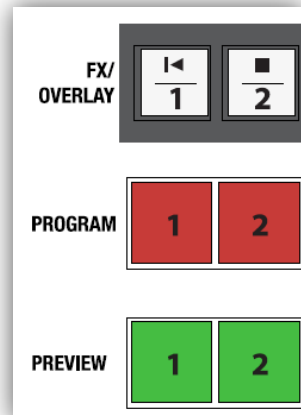 FX/
OVERLAY
1 2
PROGRAM 1 2
PREVIEW 1 2